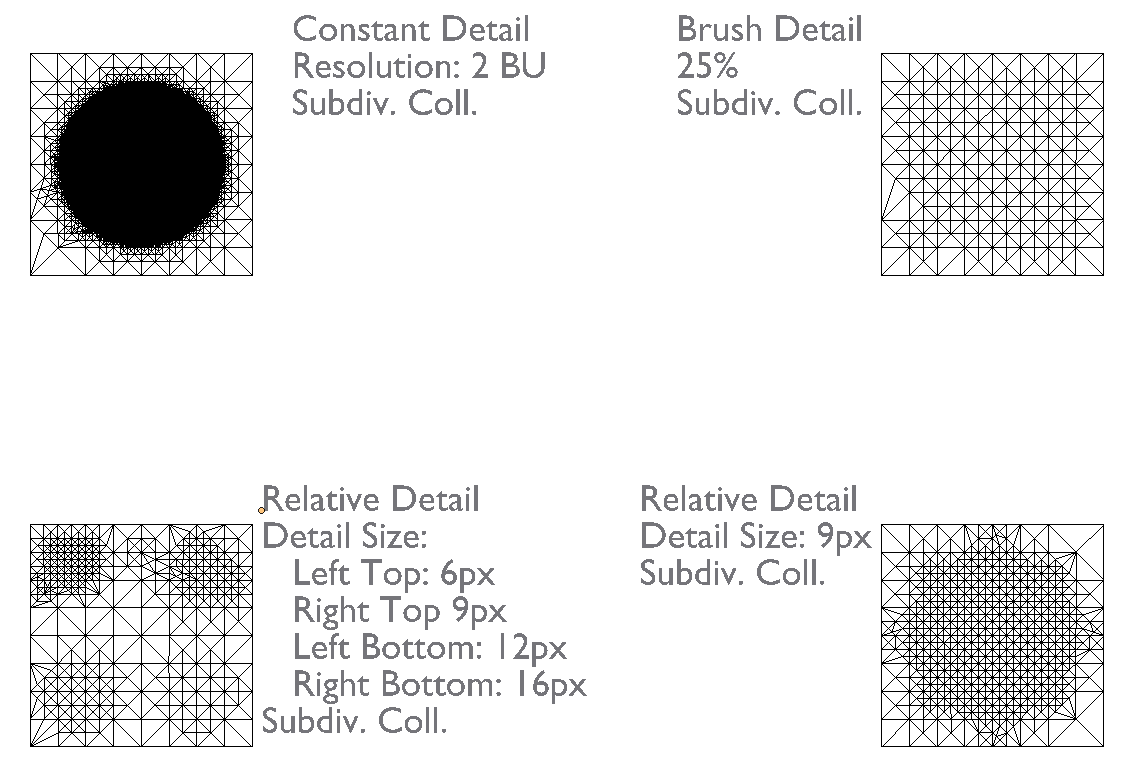 Constant Detail
Resolution: 2 BU
Subdiv. Coll.
Brush Detail
25%
Subdiv. Coll.
Relative Detail
Detail Size:
Left Top: 6px
Right Top 9px
Left Bottom: 12px
Right Bottom: 16px
Subdiv. Coll.
Relative Detail
Detail Size: 9px
Subdiv. Coll.